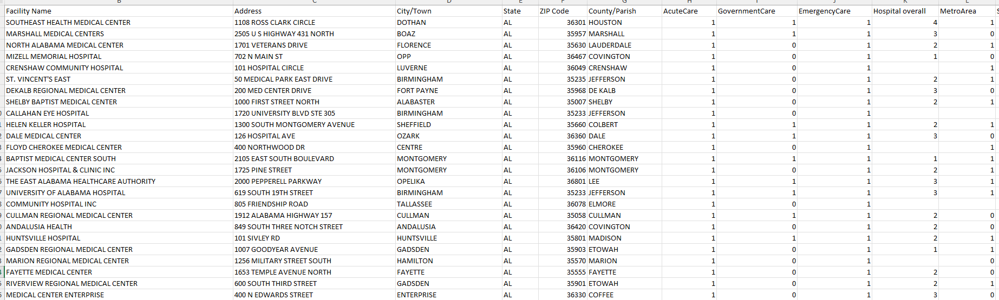 B C D E F G H I J K L
Facility Name Address City/Town State ZIP Code County/Parish AcuteCare GovernmentCare EmergencyCare Hospital overall MetroArea
SOUTHEAST HEALTH MEDICAL CENTER 1108 ROSS CLARK CIRCLE DOTHAN AL 36301 HOUSTON 1 1 1 4 1
MARSHALL MEDICAL CENTERS 2505 U S HIGHWAY 431 NORTH BOAZ AL 35957 MARSHALL 1 1 1 3 0
NORTH ALABAMA MEDICAL CENTER 1701 VETERANS DRIVE FLORENCE AL 35630 LAUDERDALE 1 0 1 2 1
MIZELL MEMORIAL HOSPITAL 702 N MAIN ST OPP AL 36467 COVINGTON 1 0 1 1 0
CRENSHAW COMMUNITY HOSPITAL 101 HOSPITAL CIRCLE LUVERNE AL 36049 CRENSHAW 1 0 1 1
ST. VINCENT'S EAST 50 MEDICAL PARK EAST DRIVE BIRMINGHAM AL 35235 JEFFERSON 1 0 1 2 1
DEKALB REGIONAL MEDICAL CENTER 200 MED CENTER DRIVE FORT PAYNE AL 35968 DE KALB 1 0 1 3 0
SHELBY BAPTIST MEDICAL CENTER 1000 FIRST STREET NORTH ALABASTER AL 35007 SHELBY 1 0 1 2 1
CALLAHAN EYE HOSPITAL 1720 UNIVERSITY BLVD STE 305 BIRMINGHAM AL 35233 JEFFERSON 1 0 1
HELEN KELLER HOSPITAL 1300 SOUTH MONTGOMERY AVENUE SHEFFIELD AL 35660 COLBERT 1 1 1 2 1
DALE MEDICAL CENTER 126 HOSPITAL AVE OZARK AL 36360 DALE 1 1 1 3 0
FLOYD CHEROKEE MEDICAL CENTER 400 NORTHWOOD DR CENTRE AL 35960 CHEROKEE 1 0 1 1
BAPTIST MEDICAL CENTER SOUTH 2105 EAST SOUTH BOULEVARD MONTGOMERY AL 36116 MONTGOMERY 1 1 1 1 1
JACKSON HOSPITAL & CLINIC INC 1725 PINE STREET MONTGOMERY AL 36106 MONTGOMERY 1 0 1 2 1
THE EAST ALABAMA HEALTHCARE AUTHORITY 2000 PEPPERELL PARKWAY OPELIKA AL 36801 LEE 1 1 1 3 1
UNIVERSITY OF ALABAMA HOSPITAL 619 SOUTH 19TH STREET BIRMINGHAM AL 35233 JEFFERSON 1 1 1 3 1
COMMUNITY HOSPITAL INC 805 FRIENDSHIP ROAD TALLASSEE AL 36078 ELMORE 1 0 1
CULLMAN REGIONAL MEDICAL CENTER 1912 ALABAMA HIGHWAY 157 CULLMAN AL 35058 CULLMAN 1 1 1 2 0
ANDALUSIA HEALTH 849 SOUTH THREE NOTCH STREET ANDALUSIA AL 36420 COVINGTON 1 0 1 2 0
HUNTSVILLE HOSPITAL 101 SIVLEY RD HUNTSVILLE AL 35801 MADISON 1 1 1 2 1
GADSDEN REGIONAL MEDICAL CENTER 1007 GOODYEAR AVENUE GADSDEN AL 35903 ETOWAH 1 0 1 1 1
MARION REGIONAL MEDICAL CENTER 1256 MILITARY STREET SOUTH HAMILTON AL 35570 MARION 1 0 1 0
FAYETTE MEDICAL CENTER 1653 TEMPLE AVENUE NORTH FAYETTE AL 35555 FAYETTE 1 0 1 2 0
RIVERVIEW REGIONAL MEDICAL CENTER 600 SOUTH THIRD STREET GADSDEN AL 35901 ETOWAH 1 0 1 2 1
MEDICAL CENTER ENTERPRISE 400 N EDWARDS STREET ENTERPRISE AL 36330 COFFEE 1 0 1 3 0